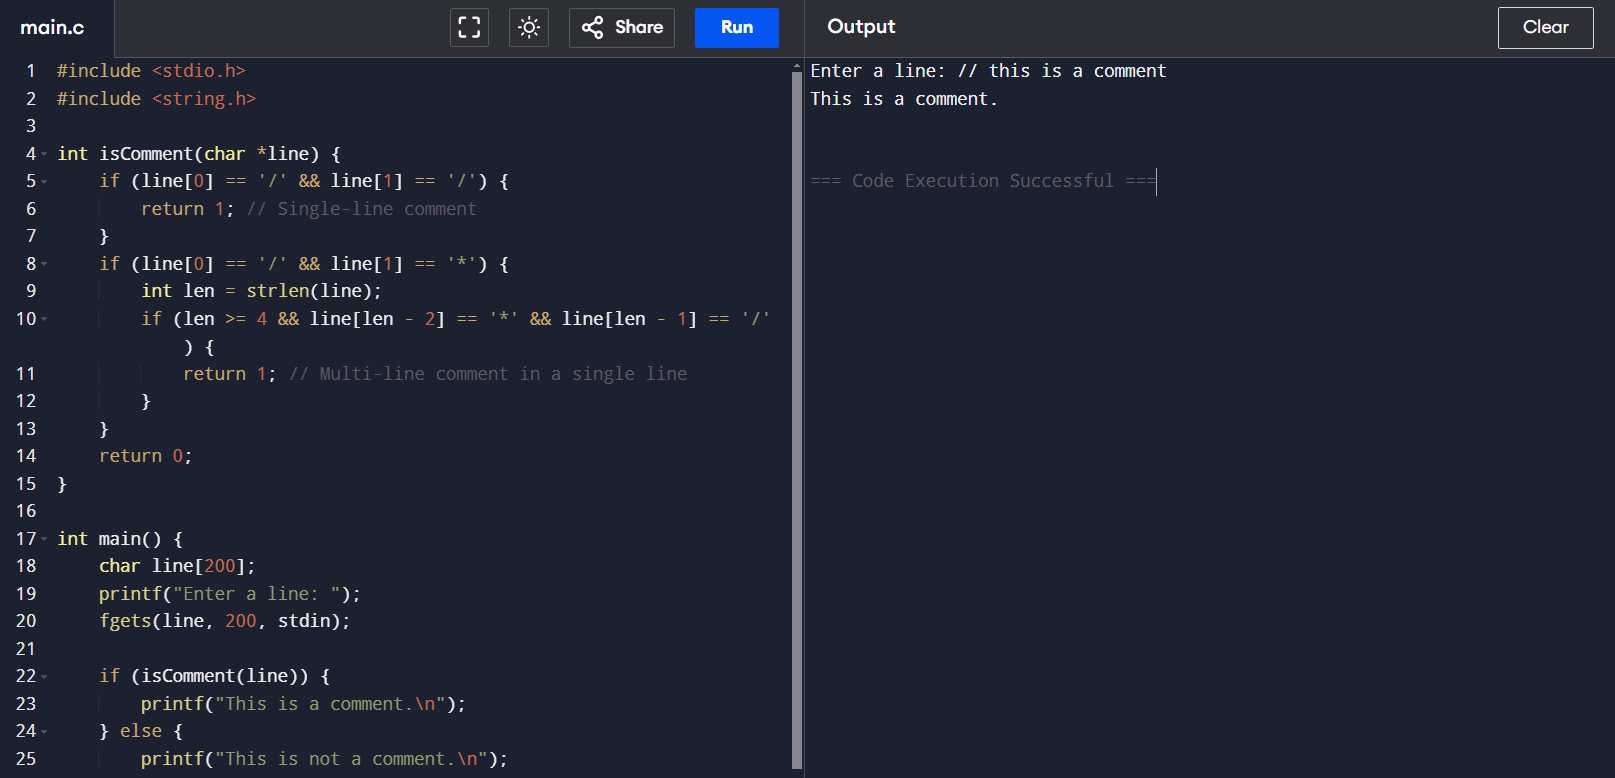 main.c
Share
Run
Output
Clear
1 #include <stdio.h>
2 #include <string.h>
3
4 int isComment(char *line) {
5     if (line[0] == '/' && line[1] == '/') {
6         return 1; // Single-line comment
7     }
8     if (line[0] == '/' && line[1] == '*') {
9         int len = strlen(line);
10         if (len >= 4 && line[len - 2] == '*' && line[len - 1] == '/'
            ) {
11             return 1; // Multi-line comment in a single line
12         }
13     }
14     return 0;
15 }
16
17 int main() {
18     char line[200];
19     printf("Enter a line: ");
20     fgets(line, 200, stdin);
21
22     if (isComment(line)) {
23         printf("This is a comment.\n");
24     } else {
25         printf("This is not a comment.\n");
Enter a line: // this is a comment
This is a comment.
=== Code Execution Successful ===